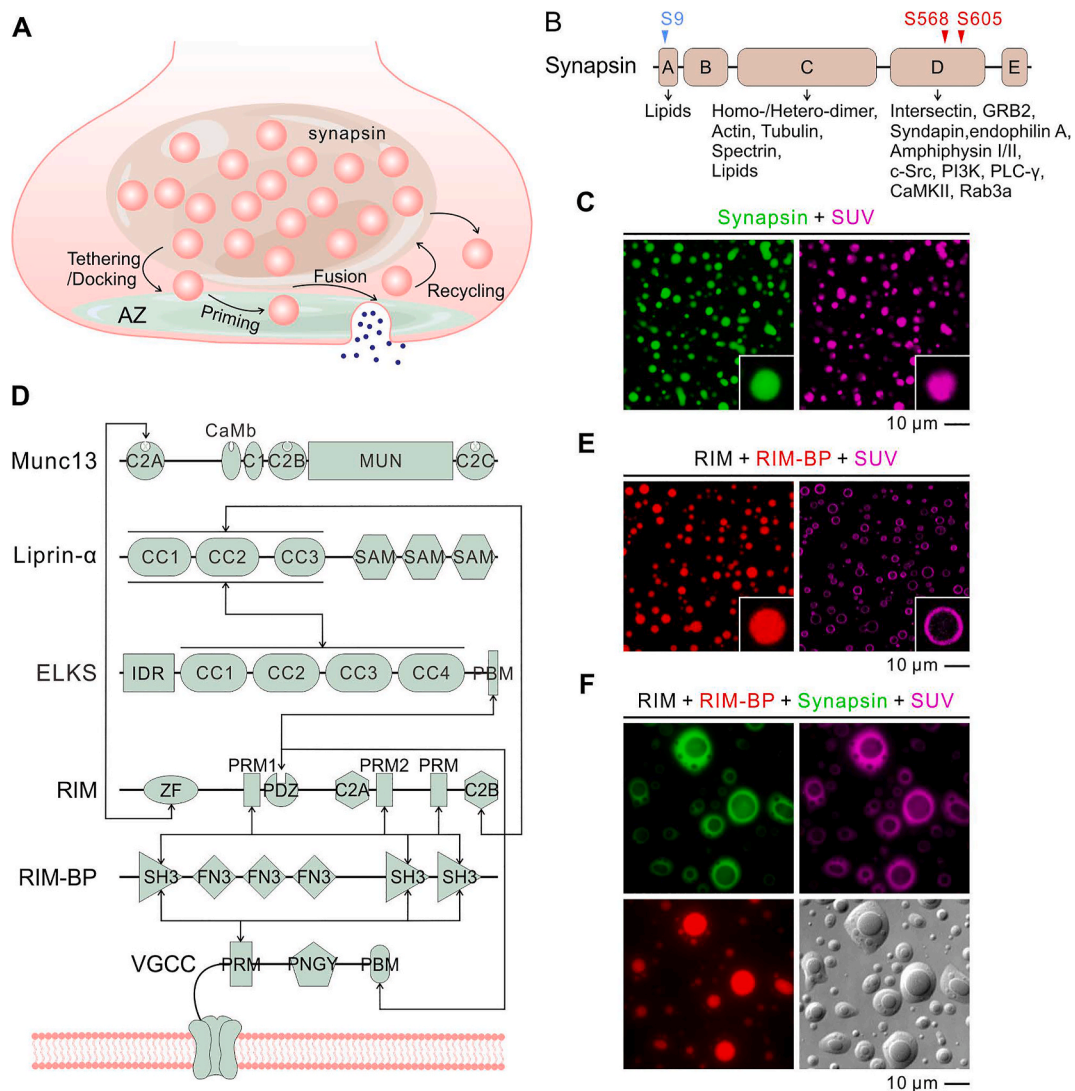 A
synapsin
Tethering
/Docking
Priming
Fusion
Recycling
AZ
B
S9
S568 S605
Synapsin
A B C D E
Lipids
Homo-/Hetero-dimer,
Actin, Tubulin,
Spectrin,
Lipids
Intersectin, GRB2,
Syndapin,endophilin A,
Amphiphysin I/II,
c-Src, PI3K, PLC-γ,
CaMKII, Rab3a
C
Synapsin + SUV
10 µm
D
CaMb
Munc13
C2A C1 C2B MUN C2C
Liprin-α
CC1 CC2 CC3 SAM SAM SAM
ELKS
IDR CC1 CC2 CC3 CC4 PBM
PRM1 PRM2 PRM
RIM
ZF PDZ C2A C2B
RIM-BP
SH3 FN3 FN3 FN3 SH3 SH3
VGCC
PRM PNGY PBM
E
RIM + RIM-BP + SUV
10 µm
F
RIM + RIM-BP + Synapsin + SUV
10 µm